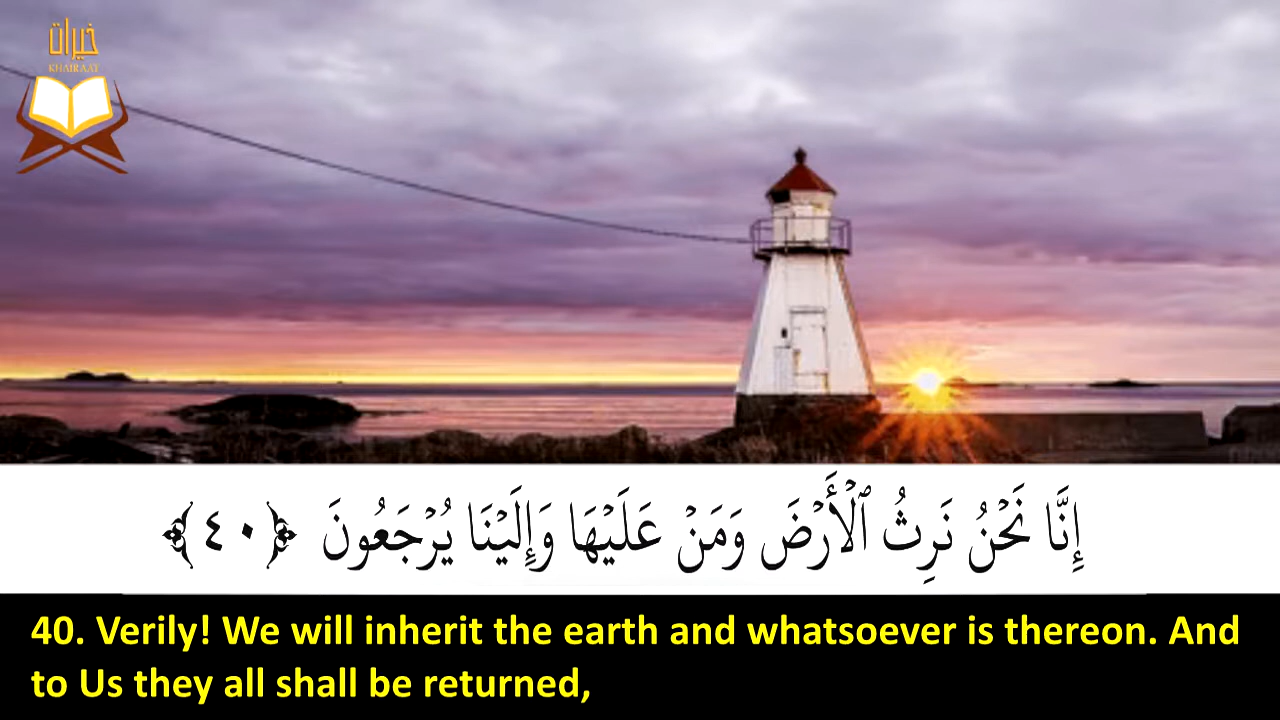 خيرات
KHAIRAAT
إِنَّا نَحْنُ نَرِثُ ٱلْأَرْضَ وَمَنْ عَلَيْهَا وَإِلَيْنَا يُرْجَعُونَ ﴿٤٠﴾
40. Verily! We will inherit the earth and whatsoever is thereon. And
to Us they all shall be returned,